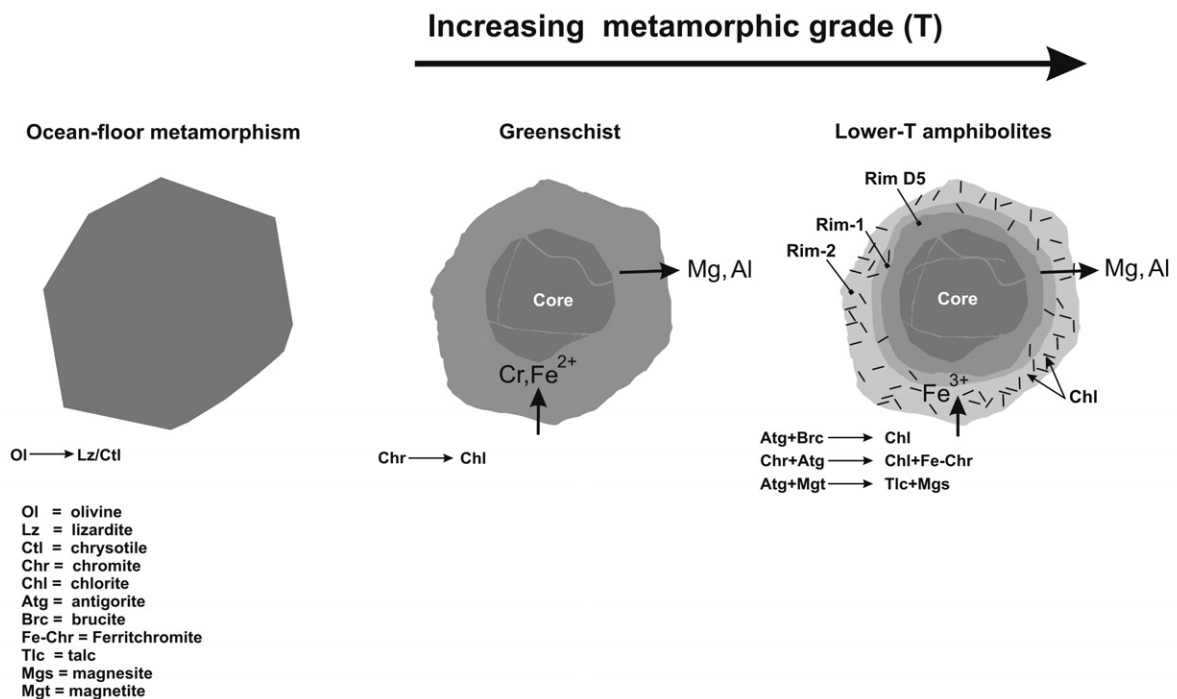 Increasing metamorphic grade (T)
Ocean-floor metamorphism
Greenschist
Lower-T amphibolites
Core
Mg, Al
Cr,Fe2+
Rim D5
Rim-1
Rim-2
Core
Mg, Al
Fe3+
Chl
Ol → Lz/Ctl
Chr → Chl
Atg+Brc → Chl
Chr+Atg → Chl+Fe-Chr
Atg+Mgt → Tlc+Mgs
Ol = olivine
Lz = lizardite
Ctl = chrysotile
Chr = chromite
Chl = chlorite
Atg = antigorite
Brc = brucite
Fe-Chr = Ferritchromite
Tlc = talc
Mgs = magnesite
Mgt = magnetite